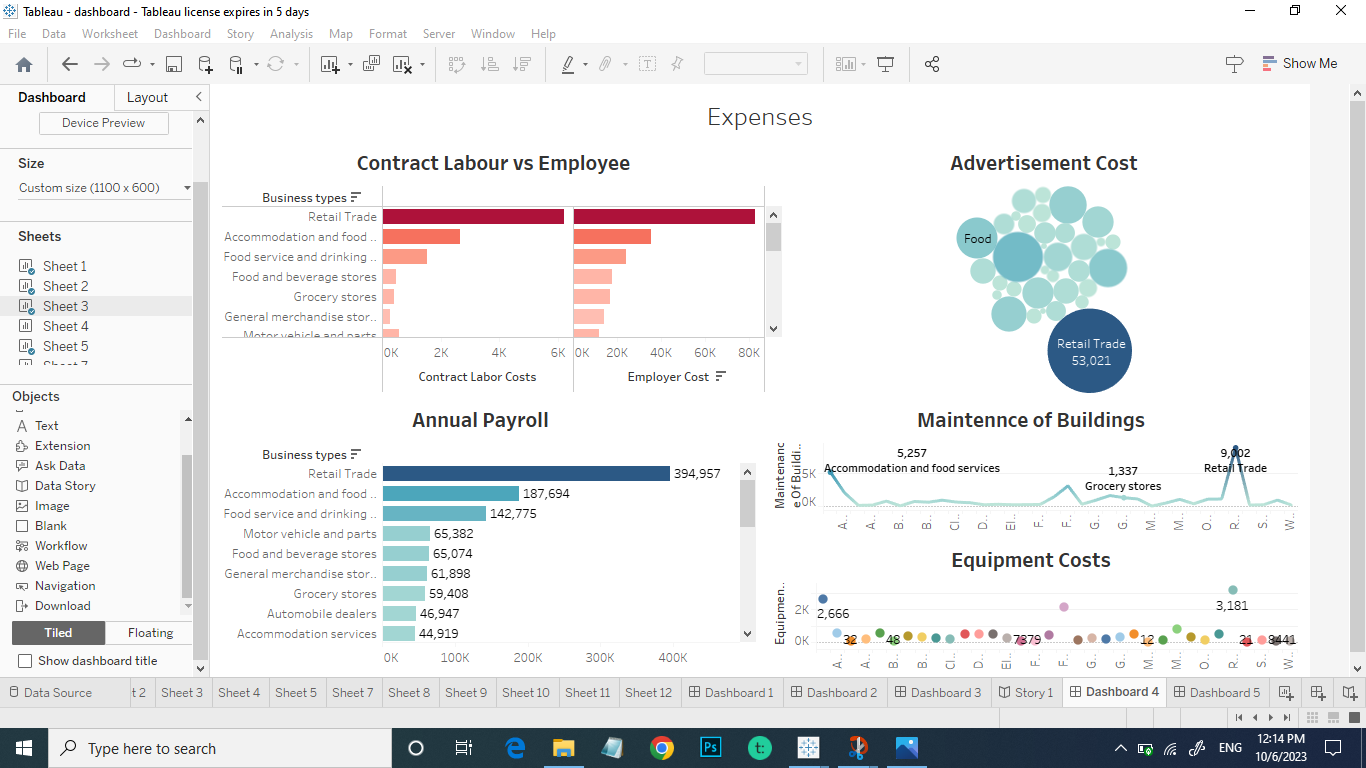 Tableau - dashboard - Tableau license expires in 5 days
File Data Worksheet Dashboard Story Analysis Map Format Server Window Help
Show Me
Dashboard Layout
Device Preview
Size
Custom size (1100 x 600)
Sheets
Sheet 1
Sheet 2
Sheet 3
Sheet 4
Sheet 5
Objects
Text
Extension
Ask Data
Data Story
Image
Blank
Workflow
Web Page
Navigation
Download
Tiled Floating
Show dashboard title
Expenses
Contract Labour vs Employee
Business types
Retail Trade
Accommodation and food ..
Food service and drinking ..
Food and beverage stores
Grocery stores
General merchandise stor..
Motor vehicle and parts
0K 2K 4K 6K 0K 20K 40K 60K 80K
Contract Labor Costs Employer Cost
Advertisement Cost
Food
Retail Trade
53,021
Annual Payroll
Business types
Retail Trade 394,957
Accommodation and food .. 187,694
Food service and drinking .. 142,775
Motor vehicle and parts 65,382
Food and beverage stores 65,074
General merchandise stor.. 61,898
Grocery stores 59,408
Automobile dealers 46,947
Accommodation services 44,919
0K 100K 200K 300K 400K
Maintennce of Buildings
Maintenanc
e Of Buildi..
5K
0K
5,257
Accommodation and food services
1,337
Grocery stores
9,002
Retail Trade
A.. A.. B.. B.. Cl.. D.. El.. F.. F.. G.. G.. M.. M.. O.. R.. S.. W..
Equipment Costs
Equipmen..
2K
0K
2,666 3,181
32 48 7379 12 21 8441
A.. A.. B.. B.. Cl.. D.. El.. F.. F.. G.. G.. M.. M.. O.. R.. S.. W..
Data Source t 2 Sheet 3 Sheet 4 Sheet 5 Sheet 7 Sheet 8 Sheet 9 Sheet 10 Sheet 11 Sheet 12 Dashboard 1 Dashboard 2 Dashboard 3 Story 1 Dashboard 4 Dashboard 5
Type here to search
Ps
t:
ENG
12:14 PM
10/6/2023